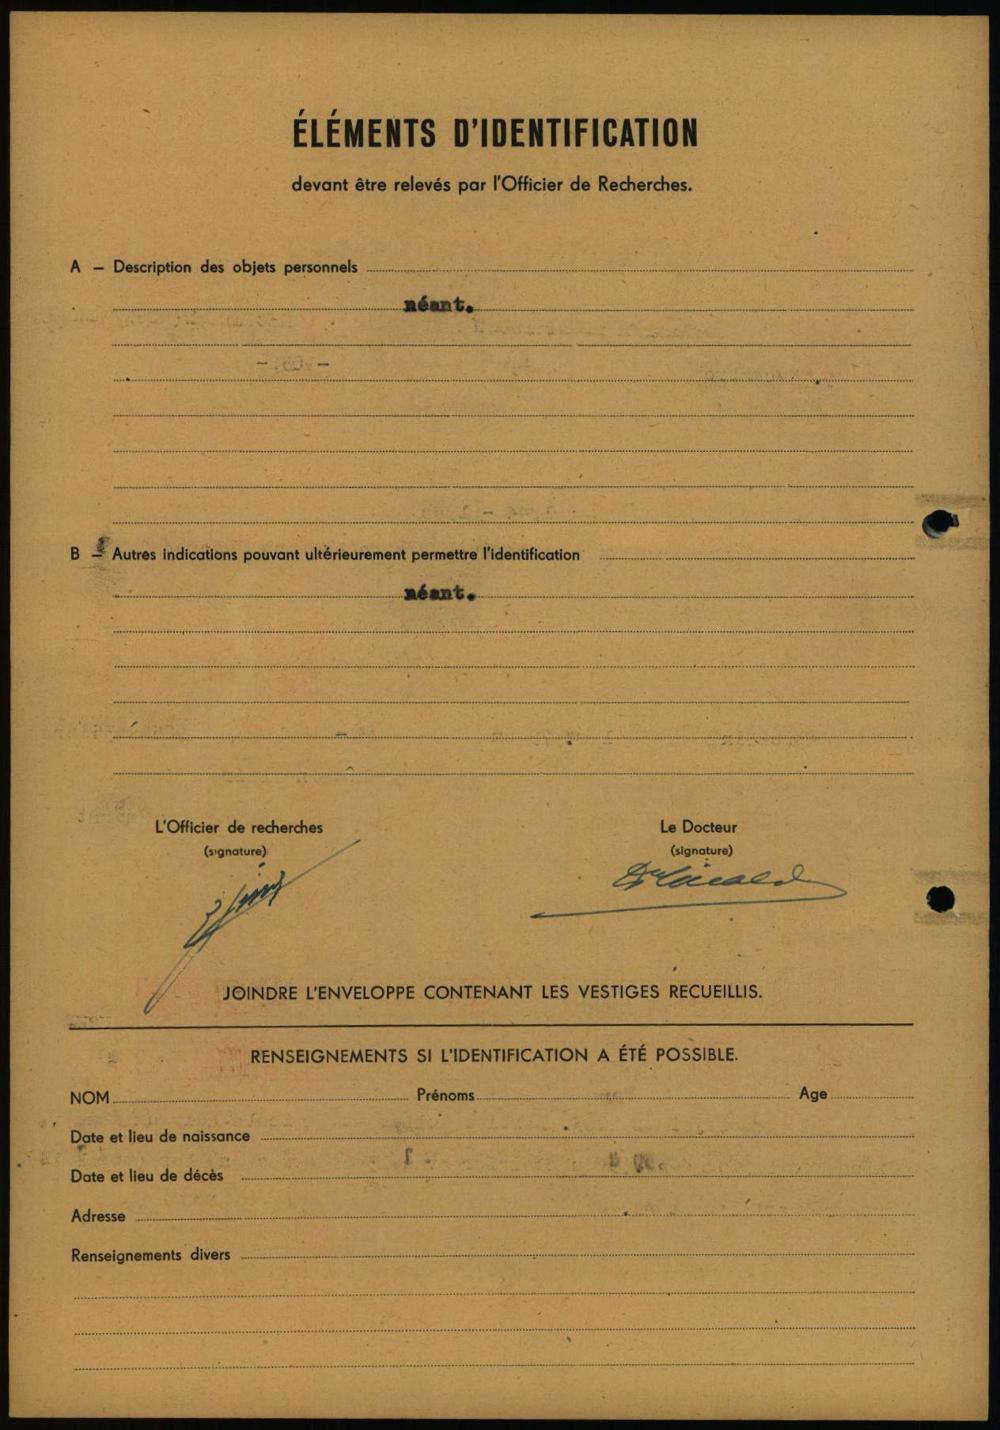 ÉLÉMENTS D'IDENTIFICATION
devant être relevés par l'Officier de Recherches.
A – Description des objets personnels
néant.
B – Autres indications pouvant ultérieurement permettre l'identification
néant.
L'Officier de recherches Le Docteur
(signature) (signature)
JOINDRE L'ENVELOPPE CONTENANT LES VESTIGES RECUEILLIS.
RENSEIGNEMENTS SI L'IDENTIFICATION A ÉTÉ POSSIBLE.
NOM Prénoms Age
Date et lieu de naissance
Date et lieu de décès
Adresse
Renseignements divers